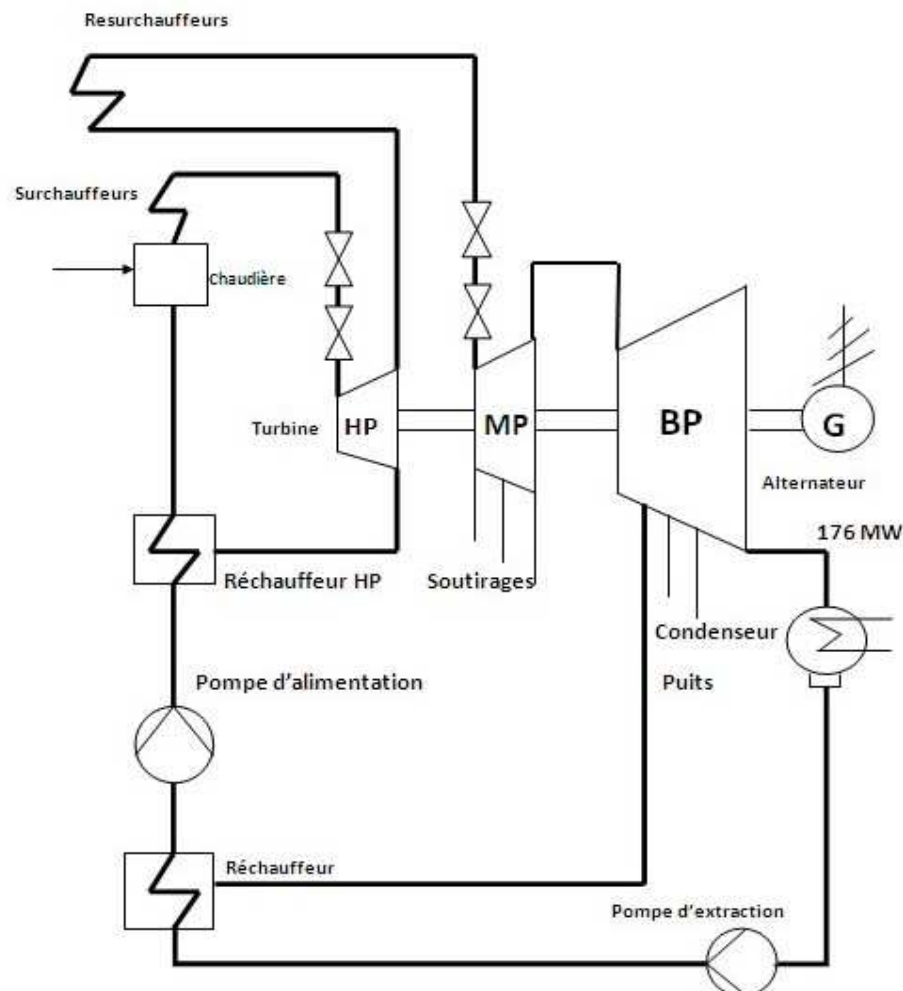 Resurchauffeurs
Surchauffeurs
Chaudière
Turbine
HP
MP
BP
G
Alternateur
176 MW
Réchauffeur HP
Soutirages
Condenseur
Pompe d'alimentation
Puits
Réchauffeur
Pompe d'extraction